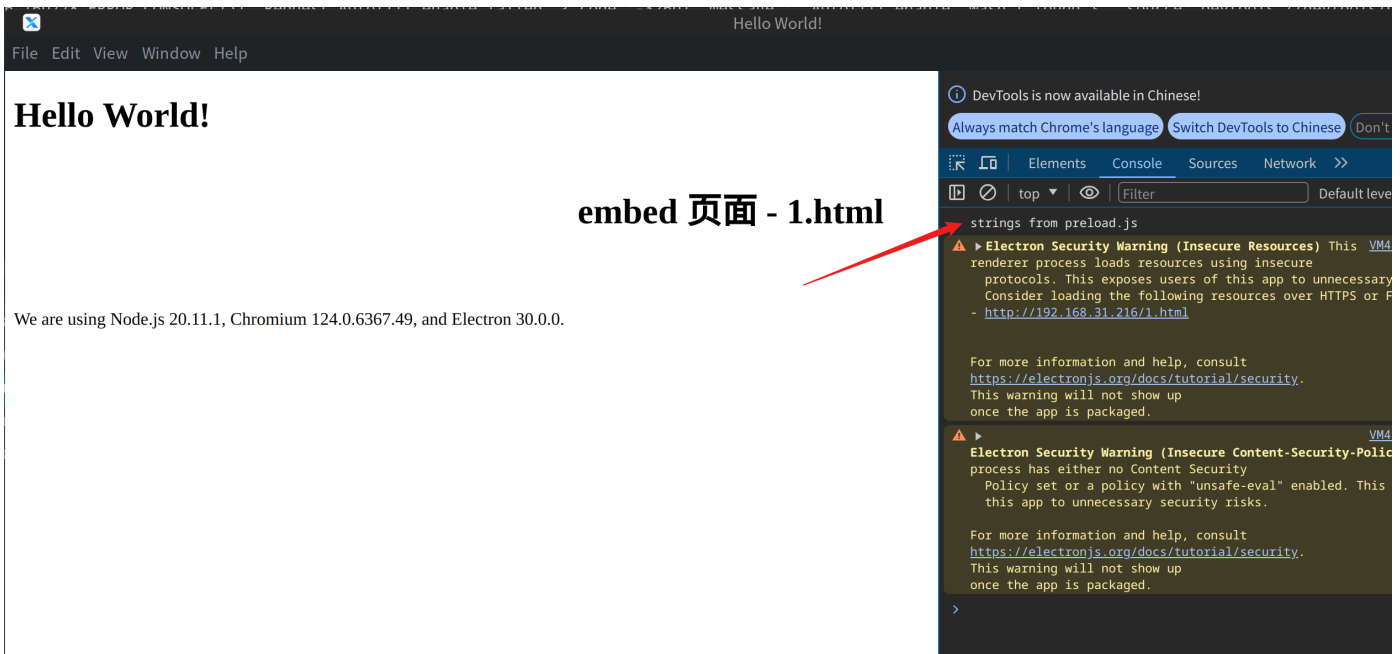 Hello World!
File Edit View Window Help
Hello World!
embed 页面 - 1.html
We are using Node.js 20.11.1, Chromium 124.0.6367.49, and Electron 30.0.0.
DevTools is now available in Chinese!
Always match Chrome's language Switch DevTools to Chinese Don't
Elements Console Sources Network
top Filter Default leve
strings from preload.js
Electron Security Warning (Insecure Resources) This VM4
renderer process loads resources using insecure
protocols. This exposes users of this app to unnecessary
Consider loading the following resources over HTTPS or F
- http://192.168.31.216/1.html
For more information and help, consult
https://electronjs.org/docs/tutorial/security.
This warning will not show up
once the app is packaged.
VM4
Electron Security Warning (Insecure Content-Security-Polic
process has either no Content Security
Policy set or a policy with "unsafe-eval" enabled. This
this app to unnecessary security risks.
For more information and help, consult
https://electronjs.org/docs/tutorial/security.
This warning will not show up
once the app is packaged.